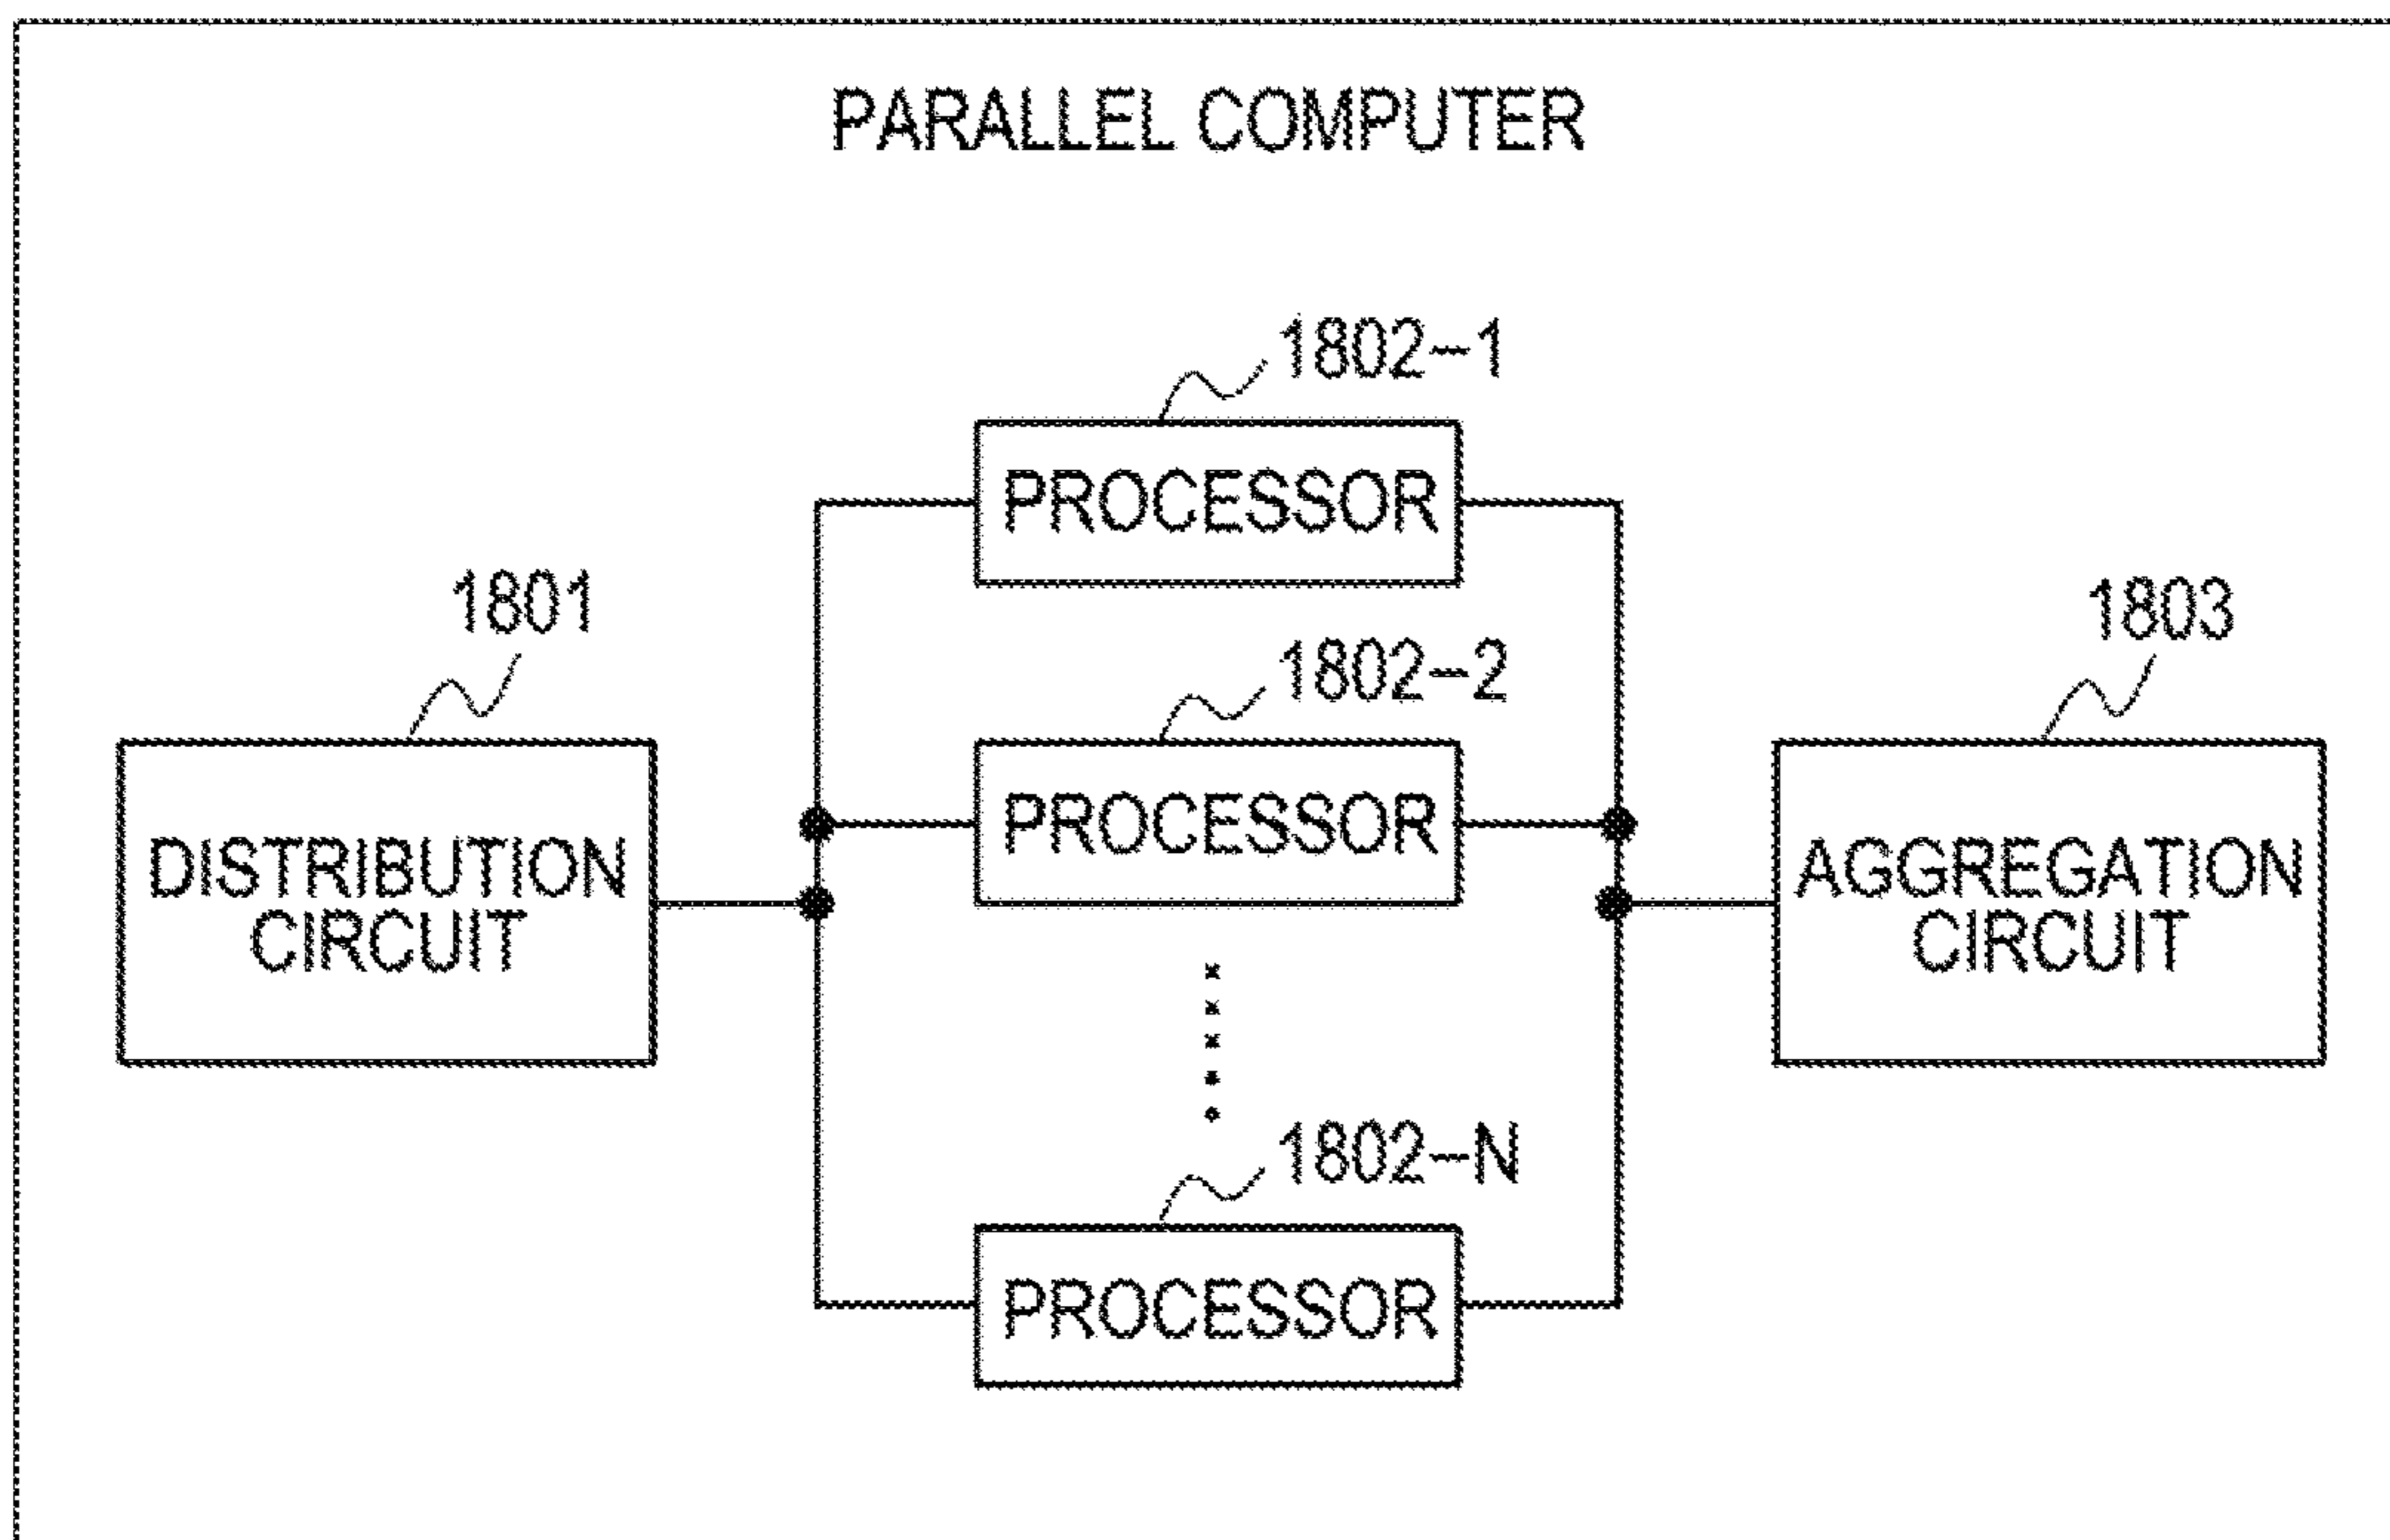 PARALLEL COMPUTER
1802-1
PROCESSOR
1801
1803
1802-2
PROCESSOR
DISTRIBUTION
CIRCUIT
AGGREGATION
CIRCUIT
1802-N
PROCESSOR